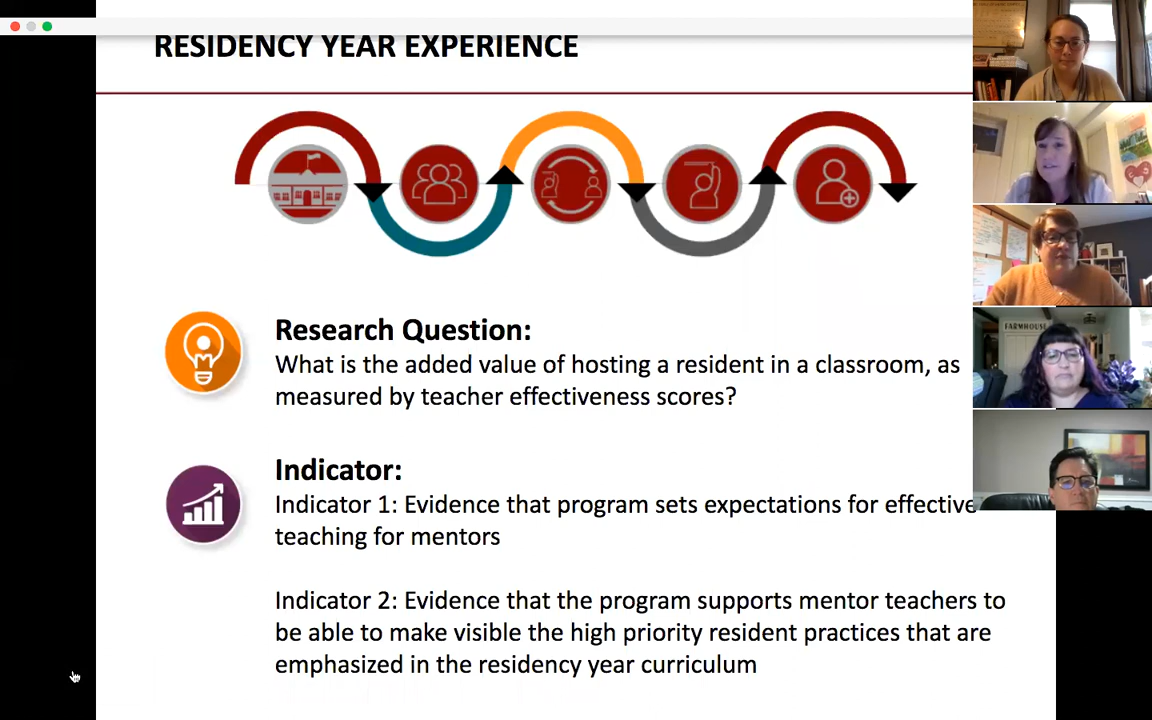 RESIDENCY YEAR EXPERIENCE
Research Question:
What is the added value of hosting a resident in a classroom, as
measured by teacher effectiveness scores?
Indicator:
Indicator 1: Evidence that program sets expectations for effective
teaching for mentors
Indicator 2: Evidence that the program supports mentor teachers to
be able to make visible the high priority resident practices that are
emphasized in the residency year curriculum
FARMHOUSE